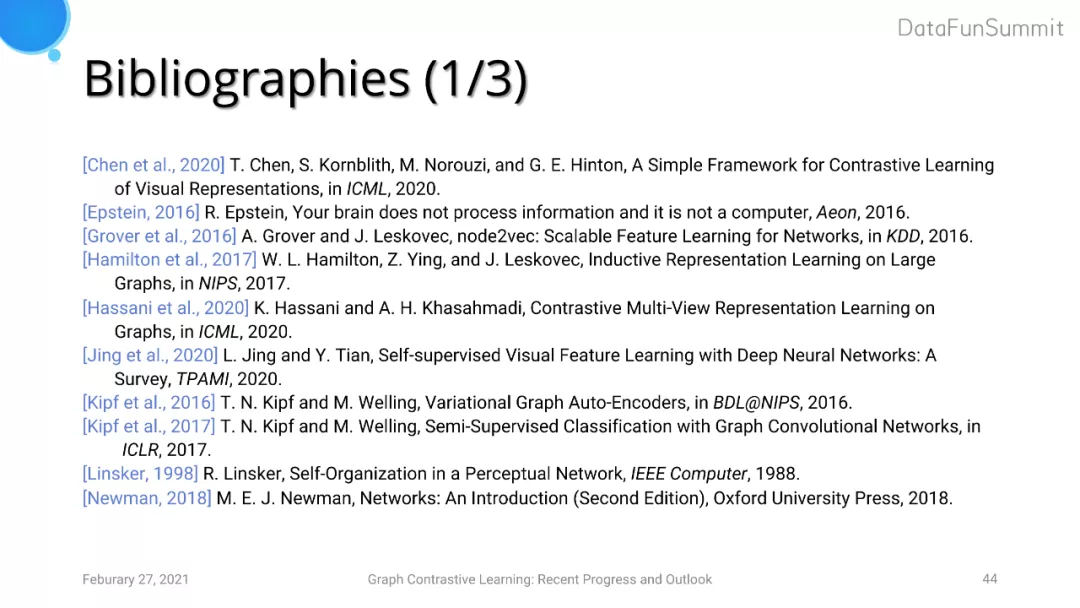 DataFunSummit
Bibliographies (1/3)
[Chen et al., 2020] T. Chen, S. Kornblith, M. Norouzi, and G. E. Hinton, A Simple Framework for Contrastive Learning
of Visual Representations, in ICML, 2020.
[Epstein, 2016] R. Epstein, Your brain does not process information and it is not a computer, Aeon, 2016.
[Grover et al., 2016] A. Grover and J. Leskovec, node2vec: Scalable Feature Learning for Networks, in KDD, 2016.
[Hamilton et al., 2017] W. L. Hamilton, Z. Ying, and J. Leskovec, Inductive Representation Learning on Large
Graphs, in NIPS, 2017.
[Hassani et al., 2020] K. Hassani and A. H. Khasahmadi, Contrastive Multi-View Representation Learning on
Graphs, in ICML, 2020.
[Jing et al., 2020] L. Jing and Y. Tian, Self-supervised Visual Feature Learning with Deep Neural Networks: A
Survey, TPAMI, 2020.
[Kipf et al., 2016] T. N. Kipf and M. Welling, Variational Graph Auto-Encoders, in BDL@NIPS, 2016.
[Kipf et al., 2017] T. N. Kipf and M. Welling, Semi-Supervised Classification with Graph Convolutional Networks, in
ICLR, 2017.
[Linsker, 1998] R. Linsker, Self-Organization in a Perceptual Network, IEEE Computer, 1988.
[Newman, 2018] M. E. J. Newman, Networks: An Introduction (Second Edition), Oxford University Press, 2018.
Feburary 27, 2021
Graph Contrastive Learning: Recent Progress and Outlook
44